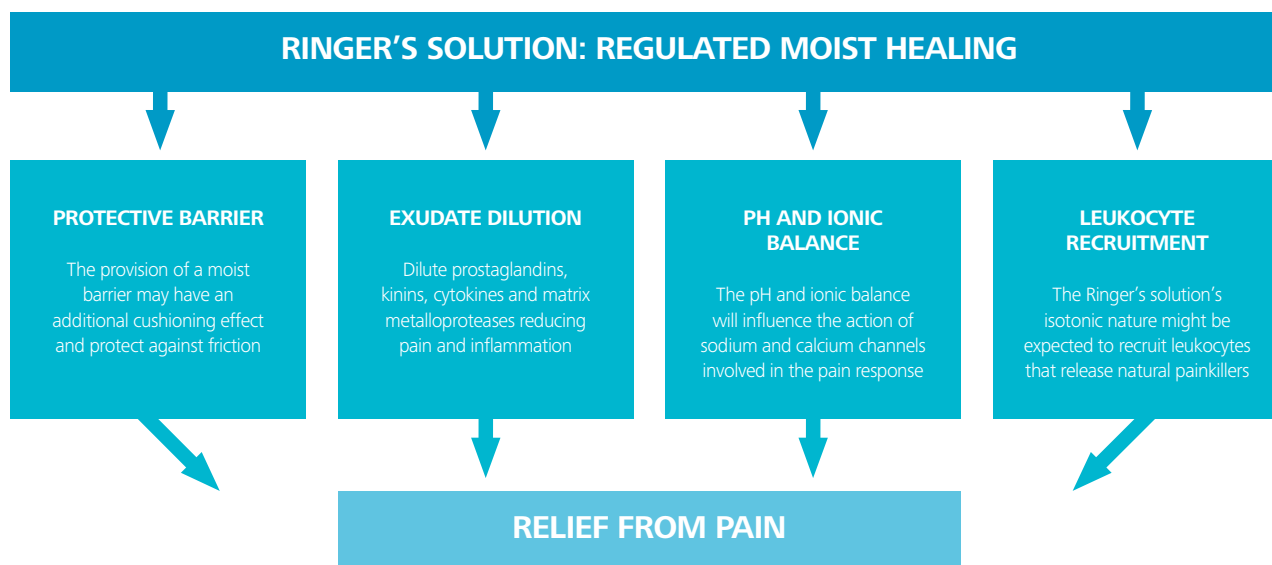 RINGER’S SOLUTION: REGULATED MOIST HEALING
PROTECTIVE BARRIER
The provision of a moist
barrier may have an
additional cushioning effect
and protect against friction
EXUDATE DILUTION
Dilute prostaglandins,
kinins, cytokines and matrix
metalloproteases reducing
pain and inflammation
PH AND IONIC
BALANCE
The pH and ionic balance
will influence the action of
sodium and calcium channels
involved in the pain response
LEUKOCYTE
RECRUITMENT
The Ringer’s solution’s
isotonic nature might be
expected to recruit leukocytes
that release natural painkillers
RELIEF FROM PAIN